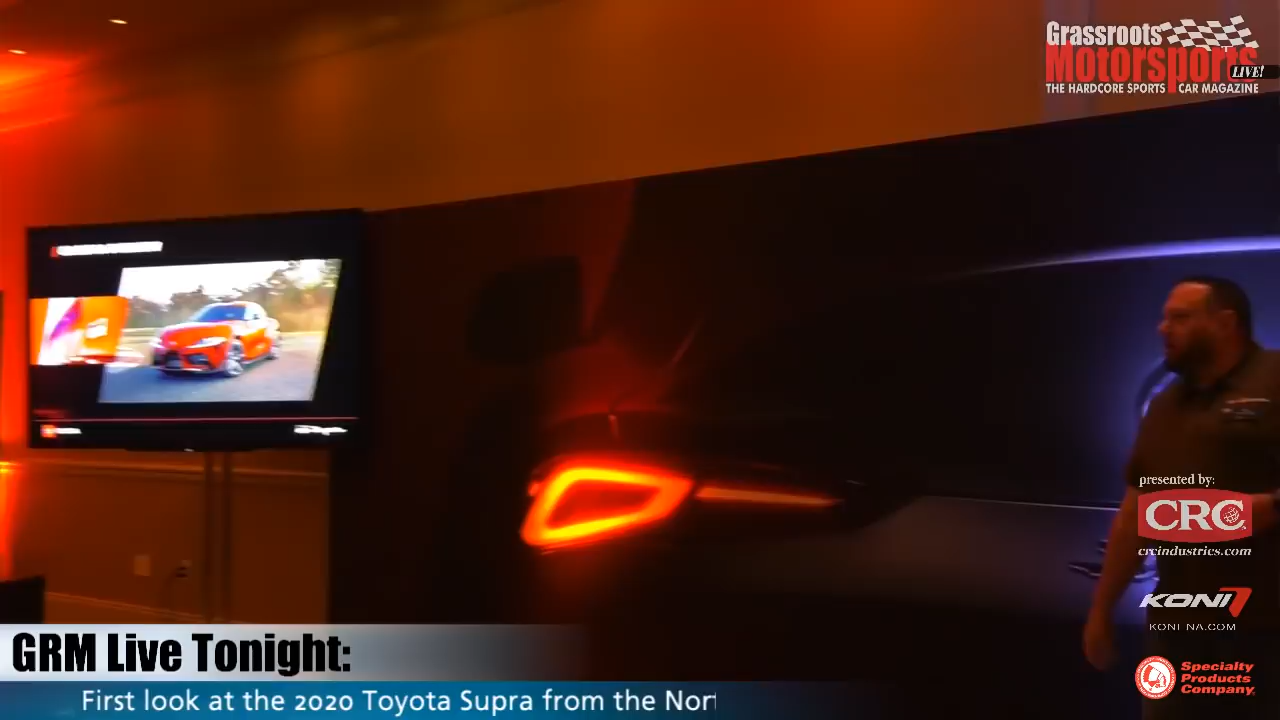 Grassroots
Motorsports
LIVE!
THE HARDCORE SPORTS CAR MAGAZINE
presented by:
CRC
crcindustries.com
KONI
KONI-NA.COM
Specialty
Products
Company
GRM Live Tonight:
First look at the 2020 Toyota Supra from the Nor